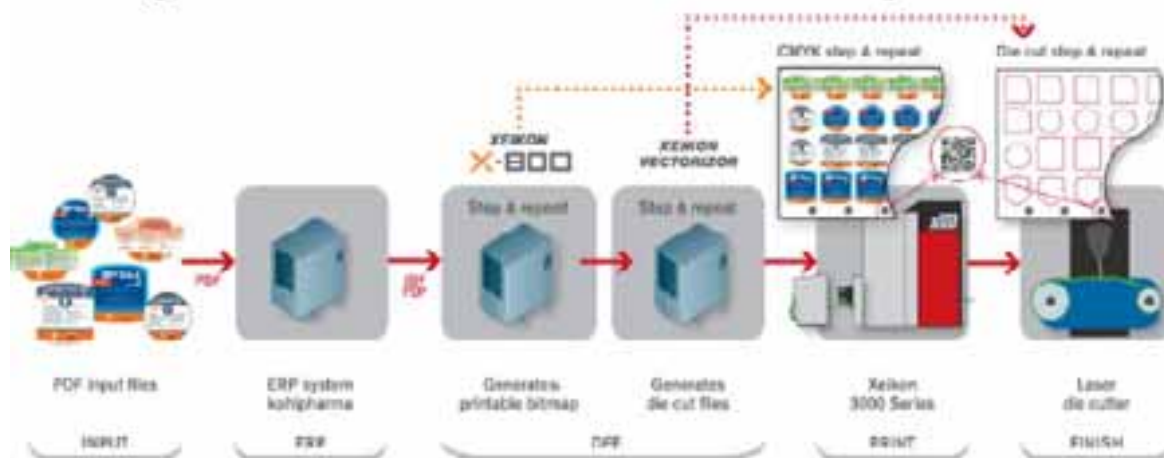 CMYK step & repeat
Die cut step & repeat
XEIKON
X-800
XEIKON
VECTORIZOR
Step & repeat
Step & repeat
PDF
PDF
PDF input files
ERP system
kohlpharma
Generates
printable bitmap
Generates
die cut files
Xeikon
3000 Series
Laser
die cutter
INPUT
ERP
DFE
PRINT
FINISH